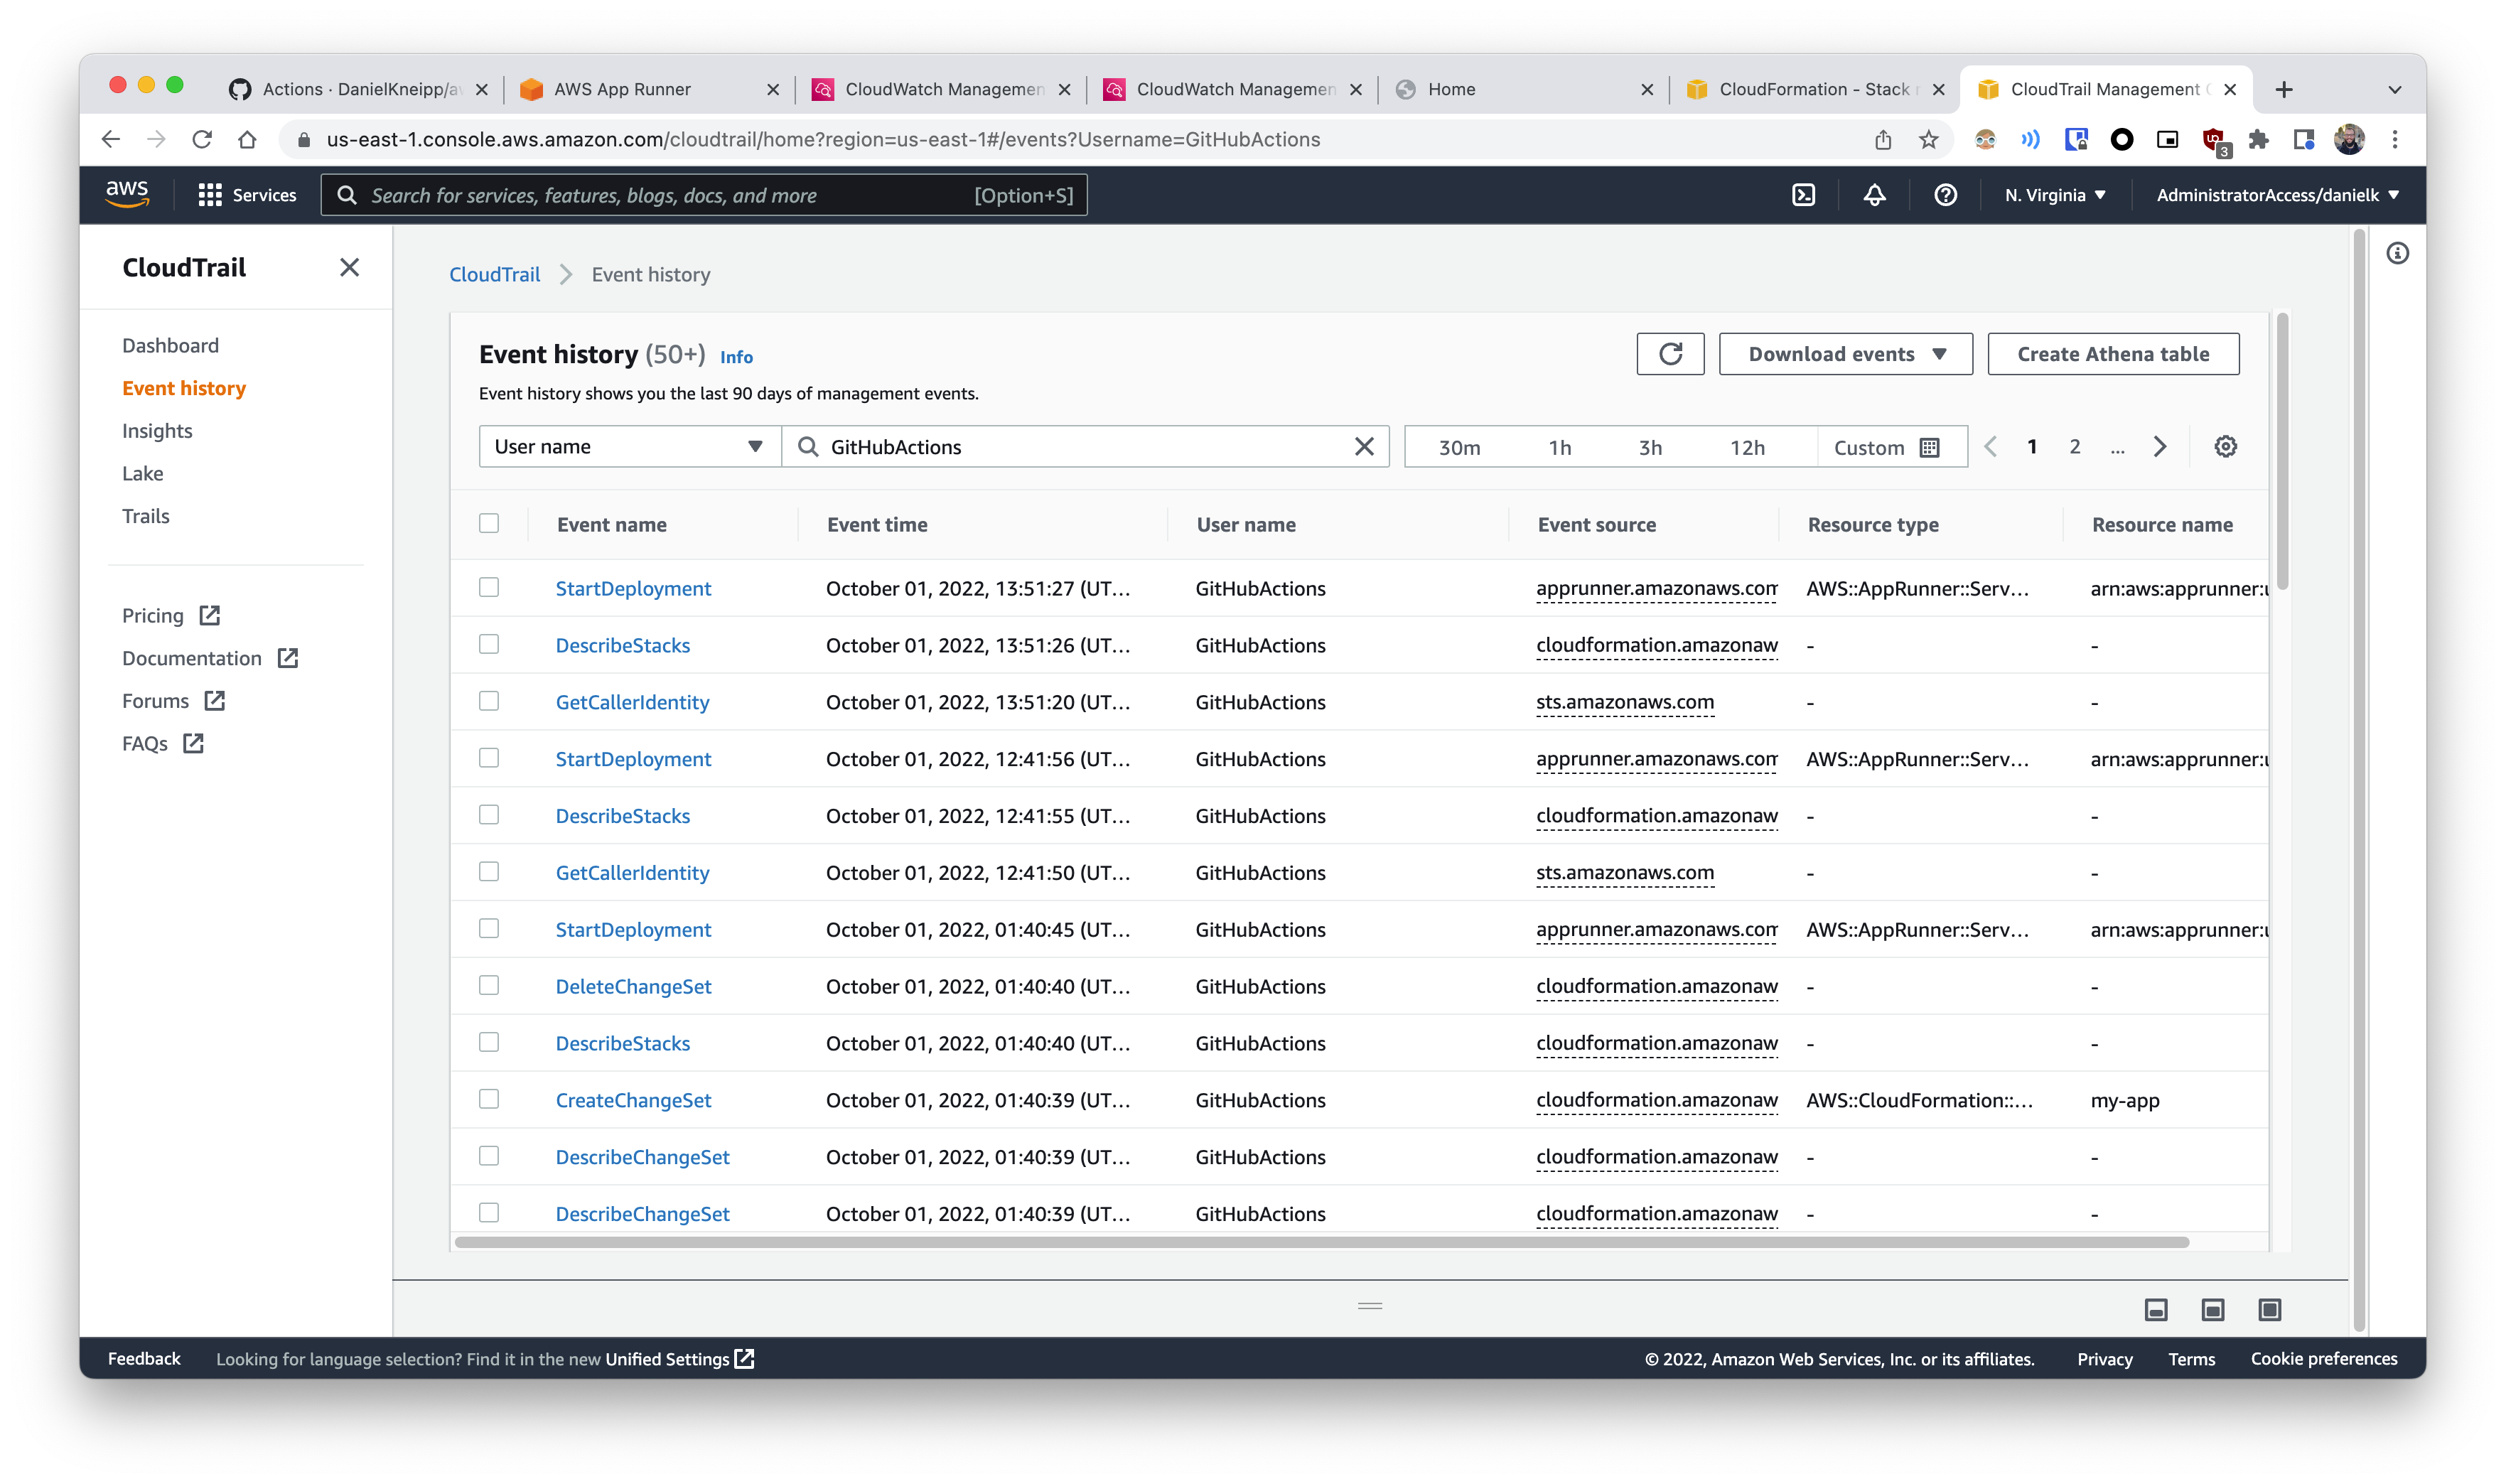 Actions · DanielKneipp/aw
AWS App Runner
CloudWatch Managemen
CloudWatch Managemen
Home
CloudFormation - Stack
CloudTrail Management
us-east-1.console.aws.amazon.com/cloudtrail/home?region=us-east-1#/events?Username=GitHubActions
3
aws
Services
Search for services, features, blogs, docs, and more
[Option+S]
N. Virginia
AdministratorAccess/danielk
CloudTrail
Dashboard
Event history
Insights
Lake
Trails
Pricing
Documentation
Forums
FAQs
CloudTrail > Event history
Event history (50+) Info
Download events
Create Athena table
Event history shows you the last 90 days of management events.
User name
GitHubActions
30m 1h 3h 12h Custom
1 2 ...
Event name Event time User name Event source Resource type Resource name
StartDeployment October 01, 2022, 13:51:27 (UT... GitHubActions apprunner.amazonaws.com AWS::AppRunner::Serv... arn:aws:apprunner:u
DescribeStacks October 01, 2022, 13:51:26 (UT... GitHubActions cloudformation.amazonaw - -
GetCallerIdentity October 01, 2022, 13:51:20 (UT... GitHubActions sts.amazonaws.com - -
StartDeployment October 01, 2022, 12:41:56 (UT... GitHubActions apprunner.amazonaws.com AWS::AppRunner::Serv... arn:aws:apprunner:u
DescribeStacks October 01, 2022, 12:41:55 (UT... GitHubActions cloudformation.amazonaw - -
GetCallerIdentity October 01, 2022, 12:41:50 (UT... GitHubActions sts.amazonaws.com - -
StartDeployment October 01, 2022, 01:40:45 (UT... GitHubActions apprunner.amazonaws.com AWS::AppRunner::Serv... arn:aws:apprunner:u
DeleteChangeSet October 01, 2022, 01:40:40 (UT... GitHubActions cloudformation.amazonaw - -
DescribeStacks October 01, 2022, 01:40:40 (UT... GitHubActions cloudformation.amazonaw - -
CreateChangeSet October 01, 2022, 01:40:39 (UT... GitHubActions cloudformation.amazonaw AWS::CloudFormation::... my-app
DescribeChangeSet October 01, 2022, 01:40:39 (UT... GitHubActions cloudformation.amazonaw - -
DescribeChangeSet October 01, 2022, 01:40:39 (UT... GitHubActions cloudformation.amazonaw - -
Feedback
Looking for language selection? Find it in the new Unified Settings
© 2022, Amazon Web Services, Inc. or its affiliates.
Privacy
Terms
Cookie preferences